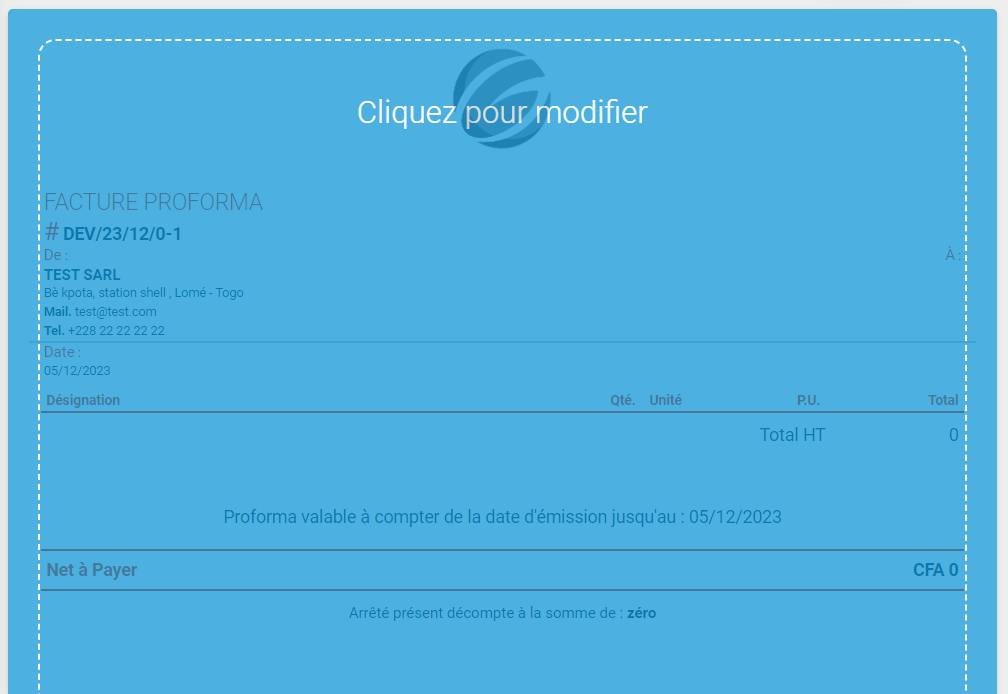 Cliquez pour modifier
FACTURE PROFORMA
# DEV/23/12/0-1
De : À :
TEST SARL
Bè kpota, station shell , Lomé - Togo
Mail. test@test.com
Tel. +228 22 22 22 22
Date :
05/12/2023
Désignation Qté. Unité P.U. Total
Total HT 0
Proforma valable à compter de la date d'émission jusqu'au : 05/12/2023
Net à Payer CFA 0
Arrêté présent décompte à la somme de : zéro